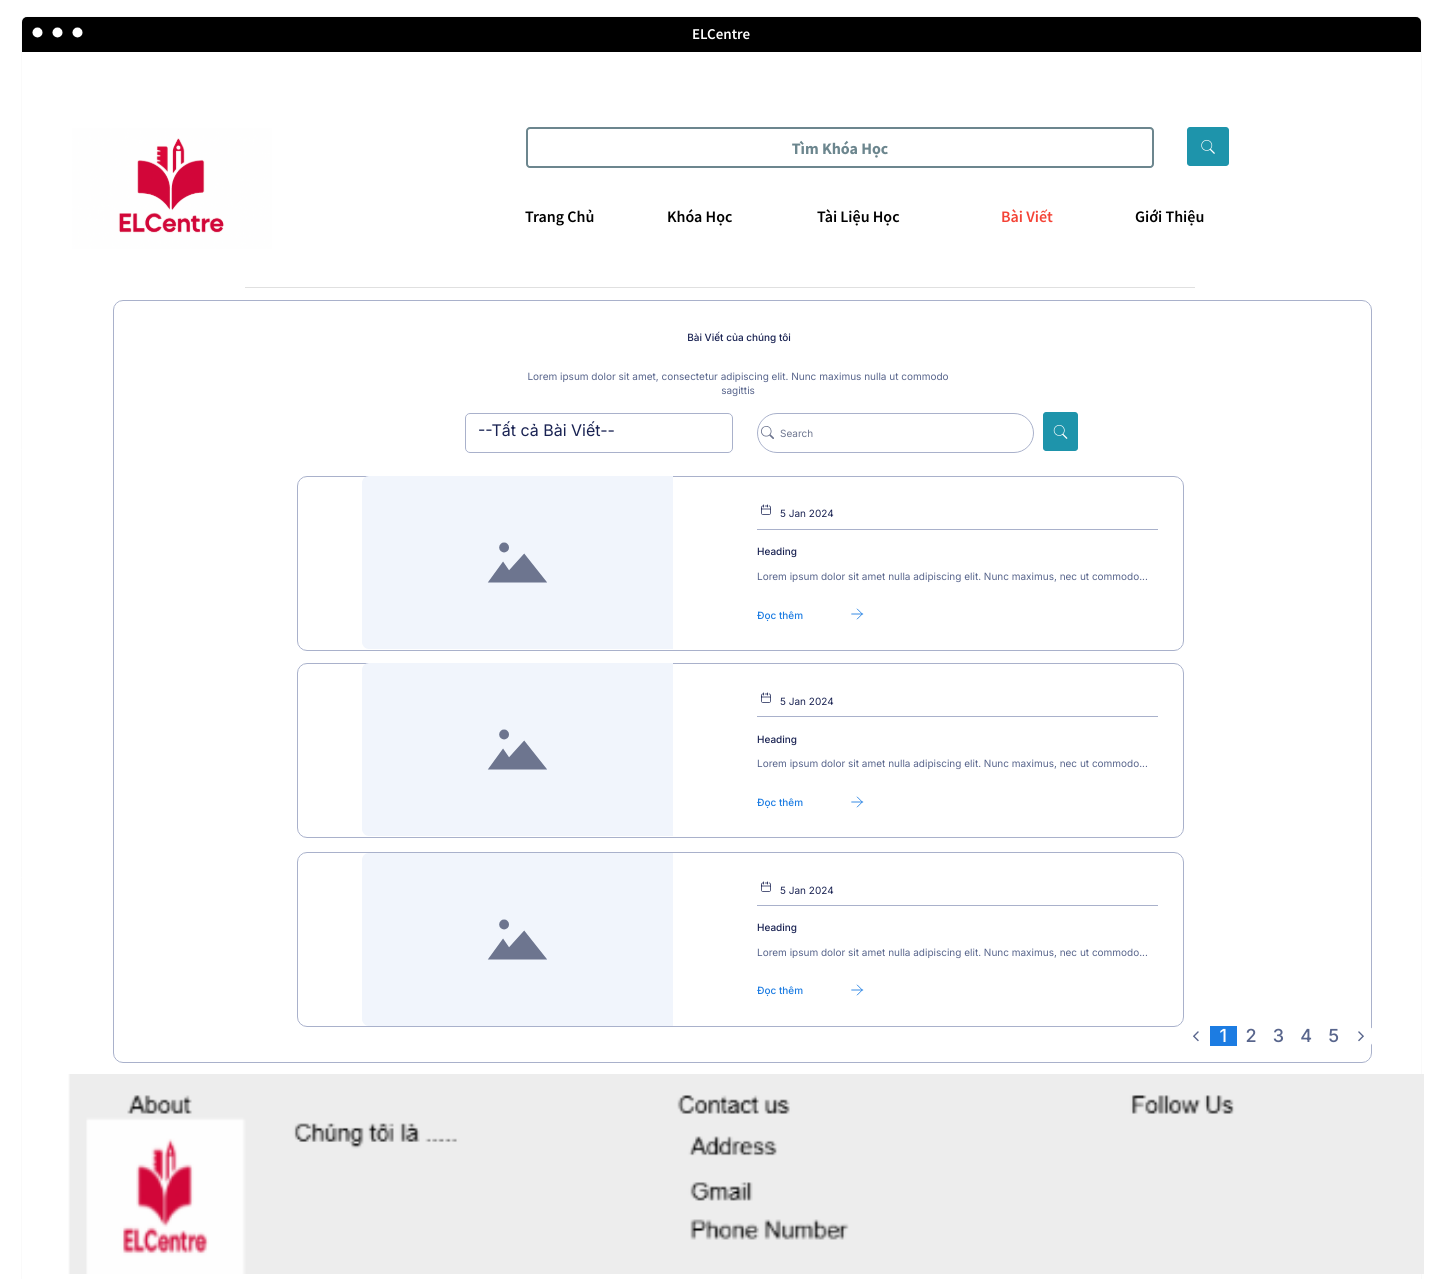 ELCentre
Tìm Khóa Học
ELCentre
Trang Chủ
Khóa Học
Tài Liệu Học
Bài Viết
Giới Thiệu
Bài Viết của chúng tôi
Lorem ipsum dolor sit amet, consectetur adipiscing elit. Nunc maximus nulla ut commodo
sagittis
--Tất cả Bài Viết--
Search
5 Jan 2024
Heading
Lorem ipsum dolor sit amet nulla adipiscing elit. Nunc maximus, nec ut commodo...
Đọc thêm
5 Jan 2024
Heading
Lorem ipsum dolor sit amet nulla adipiscing elit. Nunc maximus, nec ut commodo...
Đọc thêm
5 Jan 2024
Heading
Lorem ipsum dolor sit amet nulla adipiscing elit. Nunc maximus, nec ut commodo...
Đọc thêm
1 2 3 4 5
About
Chúng tôi là .....
ELCentre
Contact us
Address
Gmail
Phone Number
Follow Us